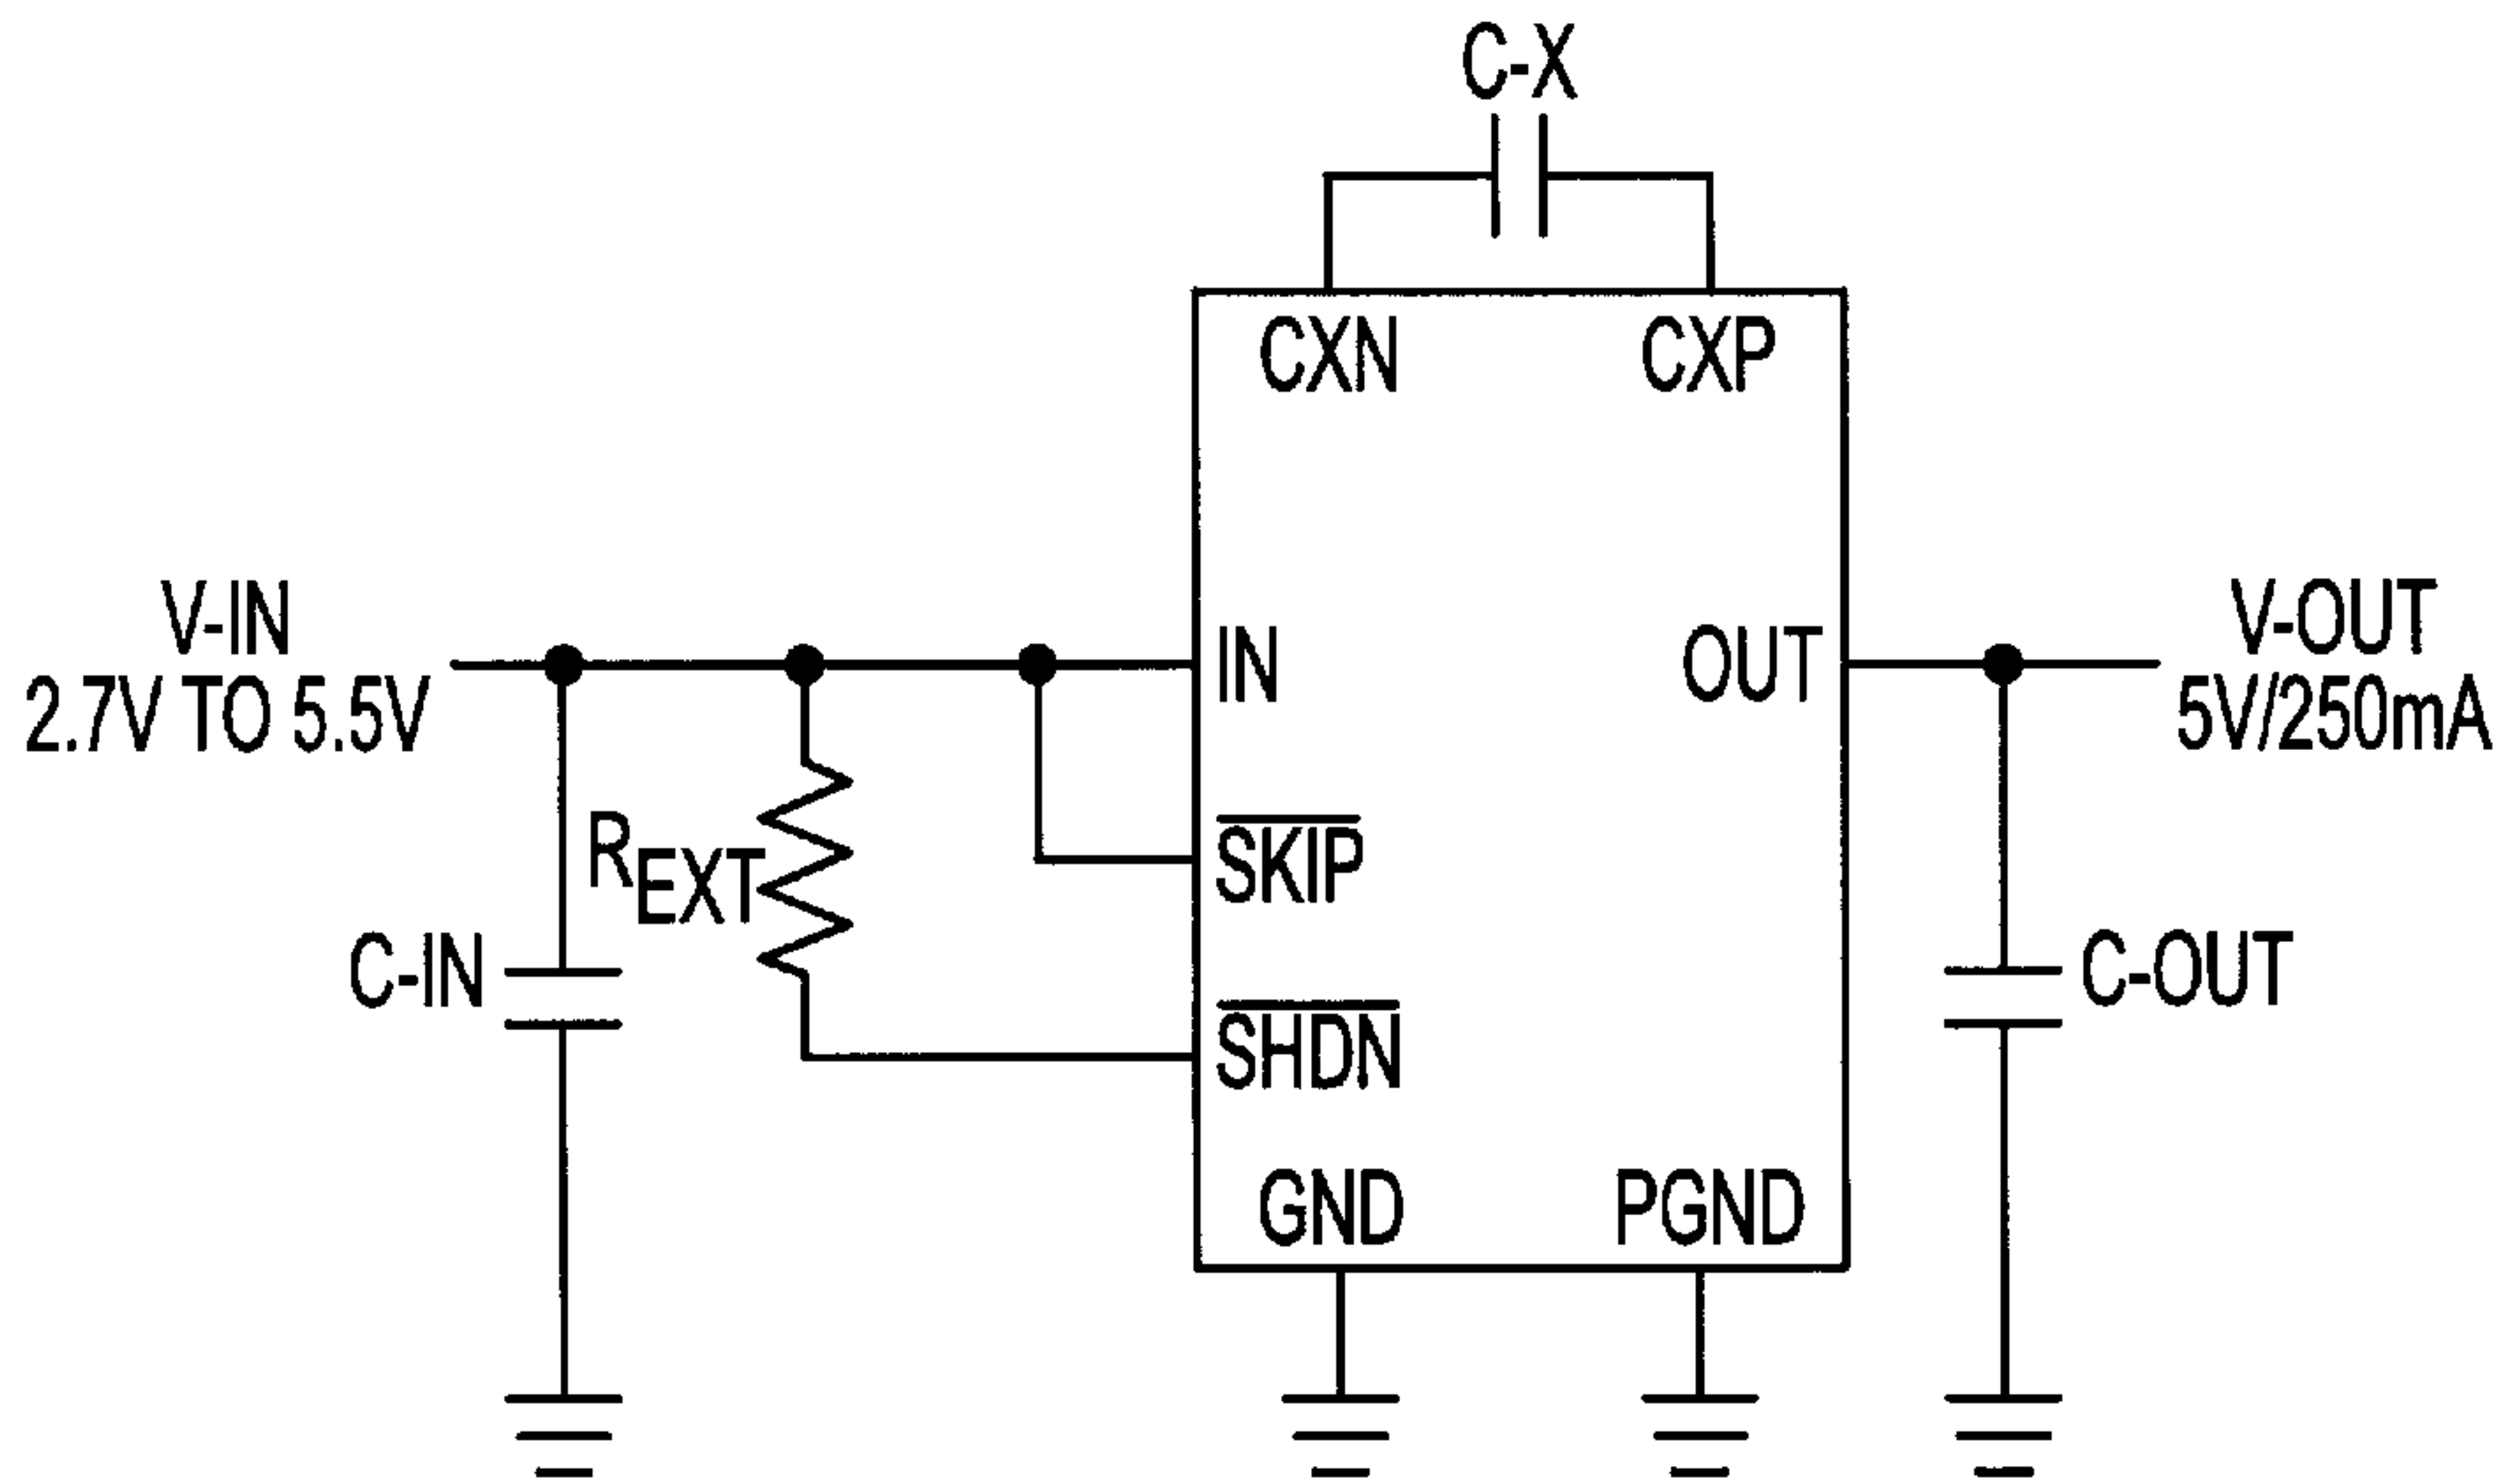 C-X
CXN CXP
V-IN
2.7V TO 5.5V
IN
OUT
V-OUT
5V/250mA
REXT
SKIP
C-IN
C-OUT
SHDN
GND PGND